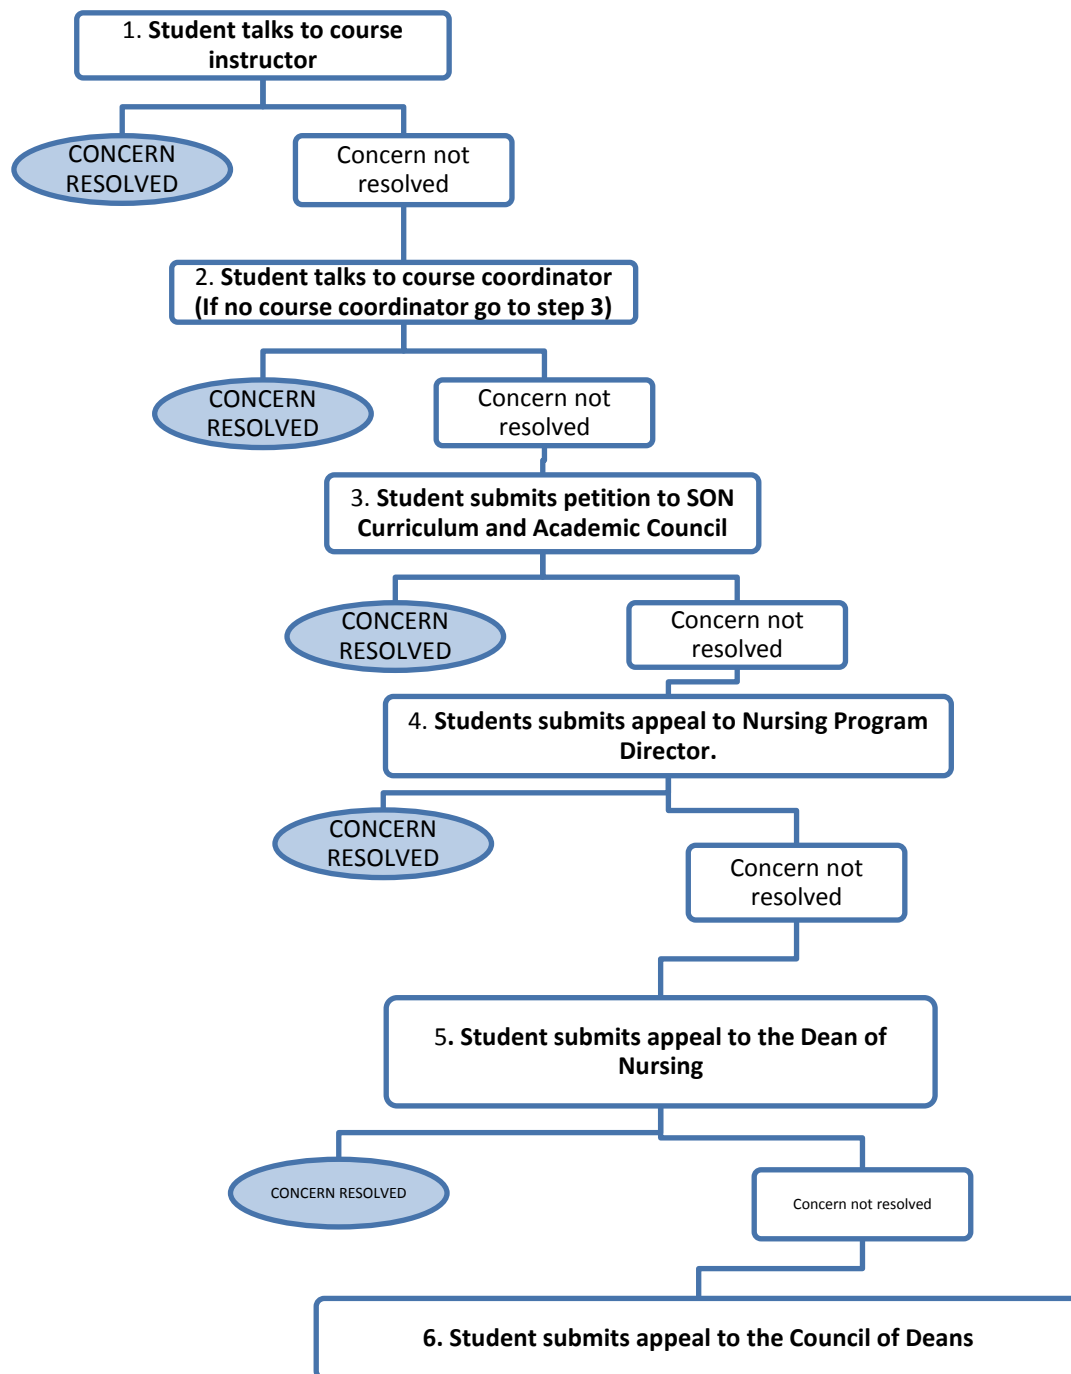 1. Student talks to course
instructor
CONCERN
RESOLVED
Concern not
resolved
2. Student talks to course coordinator
(If no course coordinator go to step 3)
CONCERN
RESOLVED
Concern not
resolved
3. Student submits petition to SON
Curriculum and Academic Council
CONCERN
RESOLVED
Concern not
resolved
4. Students submits appeal to Nursing Program
Director.
CONCERN
RESOLVED
Concern not
resolved
5. Student submits appeal to the Dean of
Nursing
CONCERN RESOLVED
Concern not resolved
6. Student submits appeal to the Council of Deans